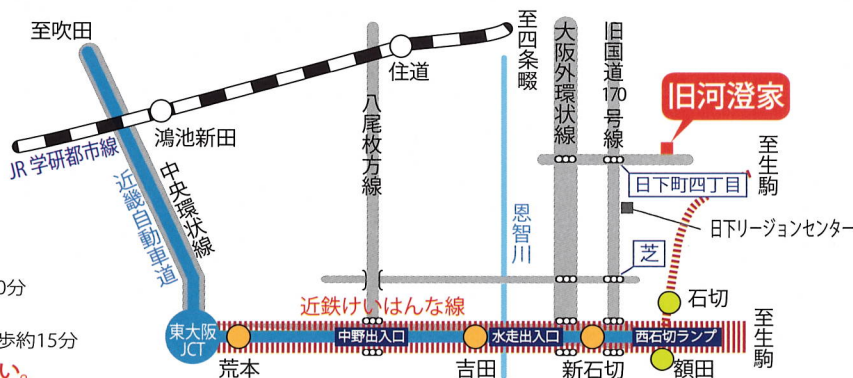 至吹田
住道
至四条畷
大阪外環状線
旧国道170号線
旧河澄家
鴻池新田
八尾枚方線
JR学研都市線
中央環状線
近畿自動車道
至生駒
日下町四丁目
日下リージョンセンター
恩智川
芝
0分
近鉄けいはんな線
石切
歩約15分
東大阪
JCT
中野出入口
水走出入口
西石切ランプ
至生駒
い。
荒本
吉田
新石切
額田